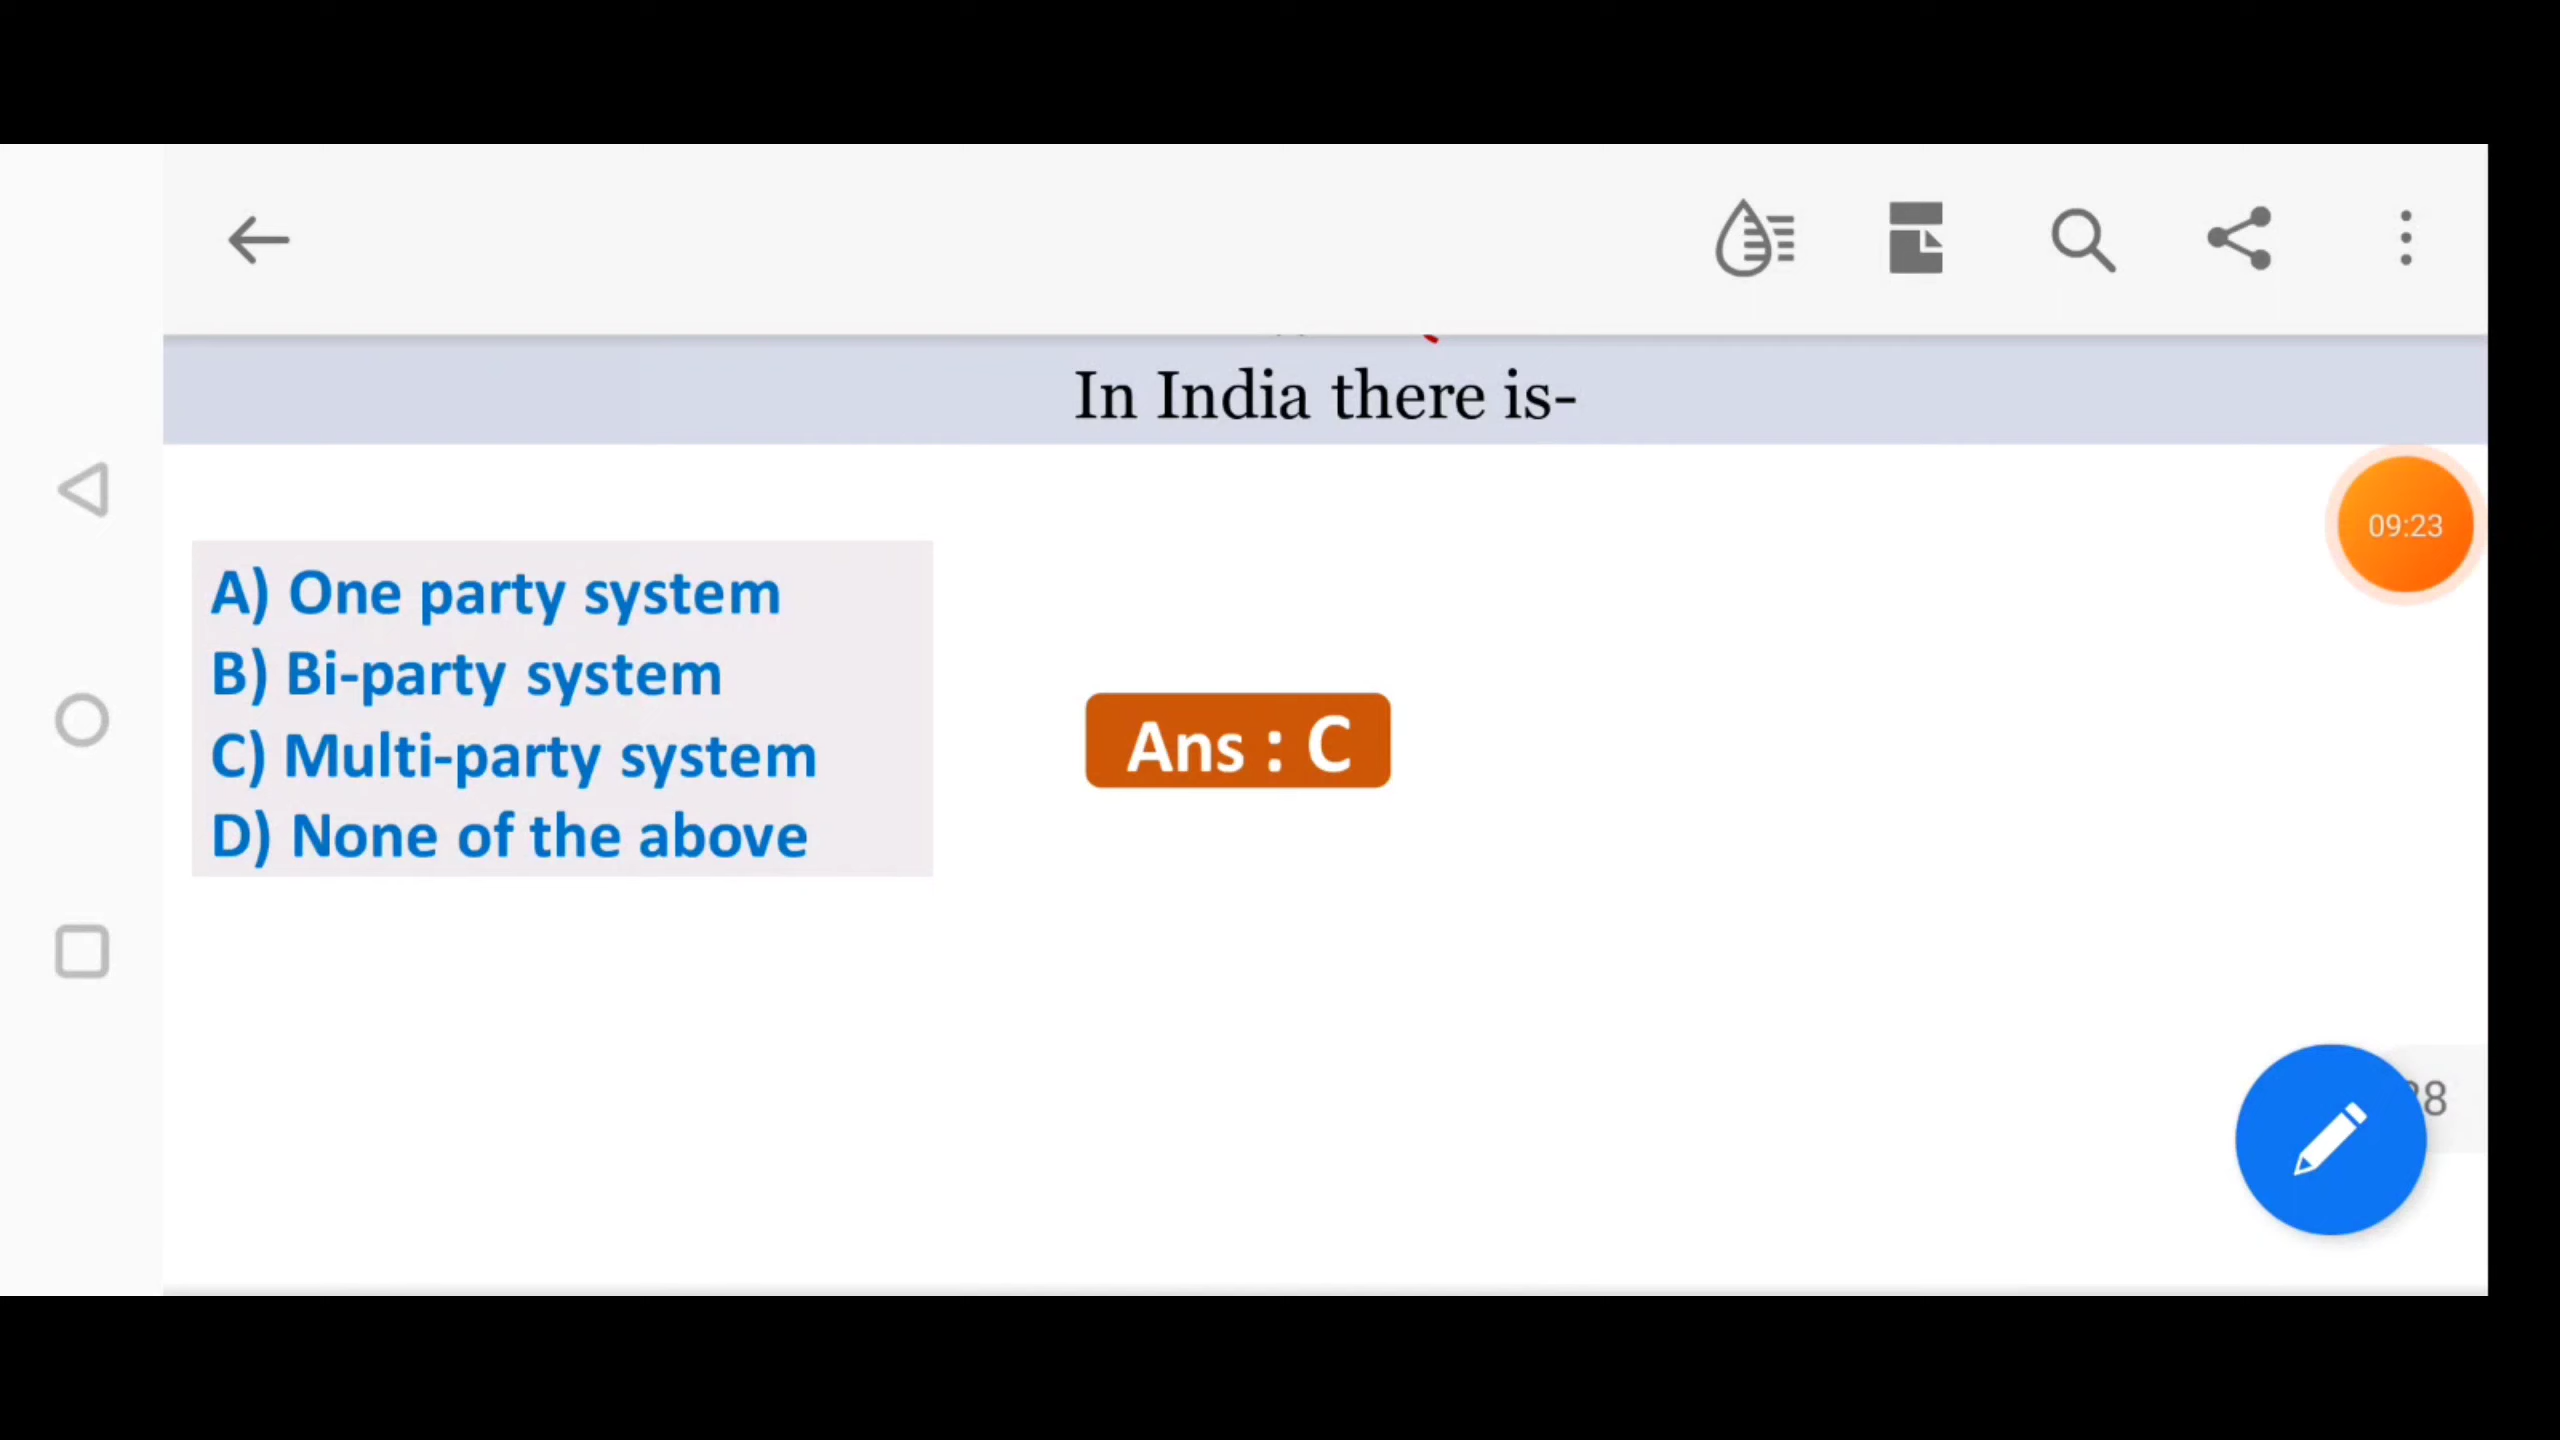 In India there is-
09:23
A) One party system
B) Bi-party system
C) Multi-party system
D) None of the above
Ans : C
8